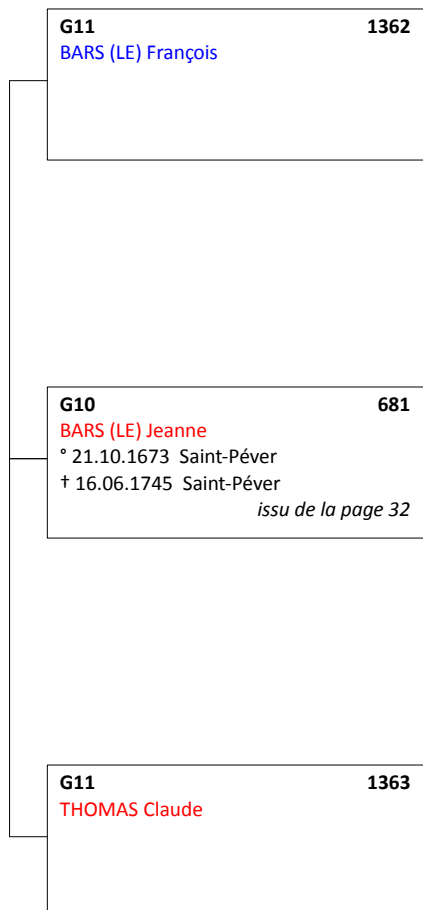 G11 1362
BARS (LE) François
G10 681
BARS (LE) Jeanne
° 21.10.1673 Saint-Péver
† 16.06.1745 Saint-Péver
issu de la page 32
G11 1363
THOMAS Claude